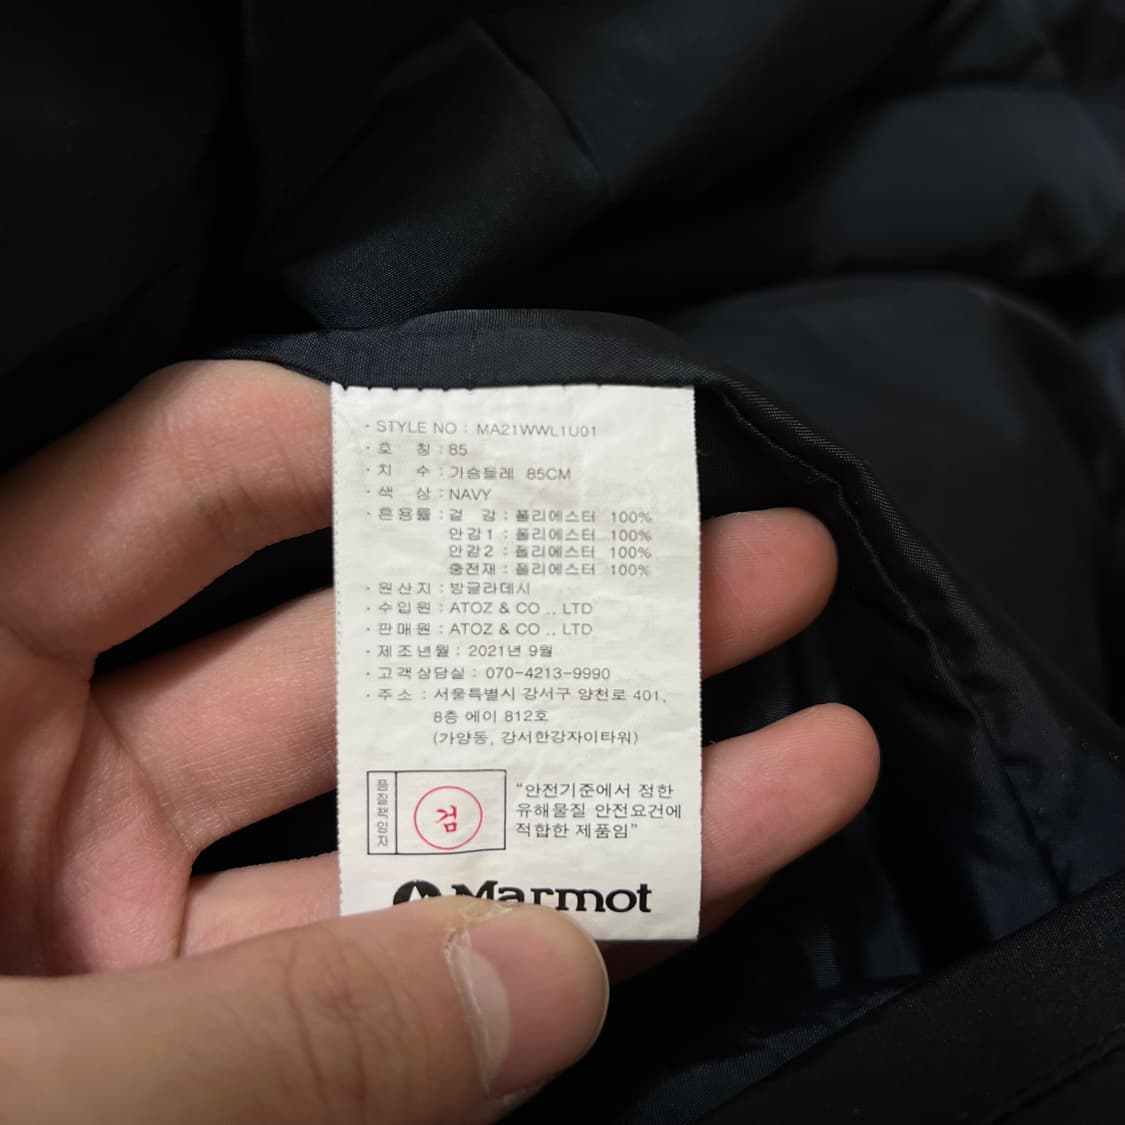 - STYLE NO : MA21WWL1U01
- 호 칭 : 85
- 치 수 : 가슴둘레 85CM
- 색 상 : NAVY
- 혼용률 : 겉 감 : 폴리에스터 100%
안감1 : 폴리에스터 100%
안감2 : 폴리에스터 100%
충전재 : 폴리에스터 100%
- 원산지 : 방글라데시
- 수입원 : ATOZ & CO ., LTD
- 판매원 : ATOZ & CO ., LTD
- 제조년월 : 2021년 9월
- 고객상담실 : 070-4213-9990
- 주소 : 서울특별시 강서구 양천로 401,
8층 에이 812호
(가양동, 강서한강자이타워)
품질책임자
검
"안전기준에서 정한
유해물질 안전요건에
적합한 제품임"
Marmot